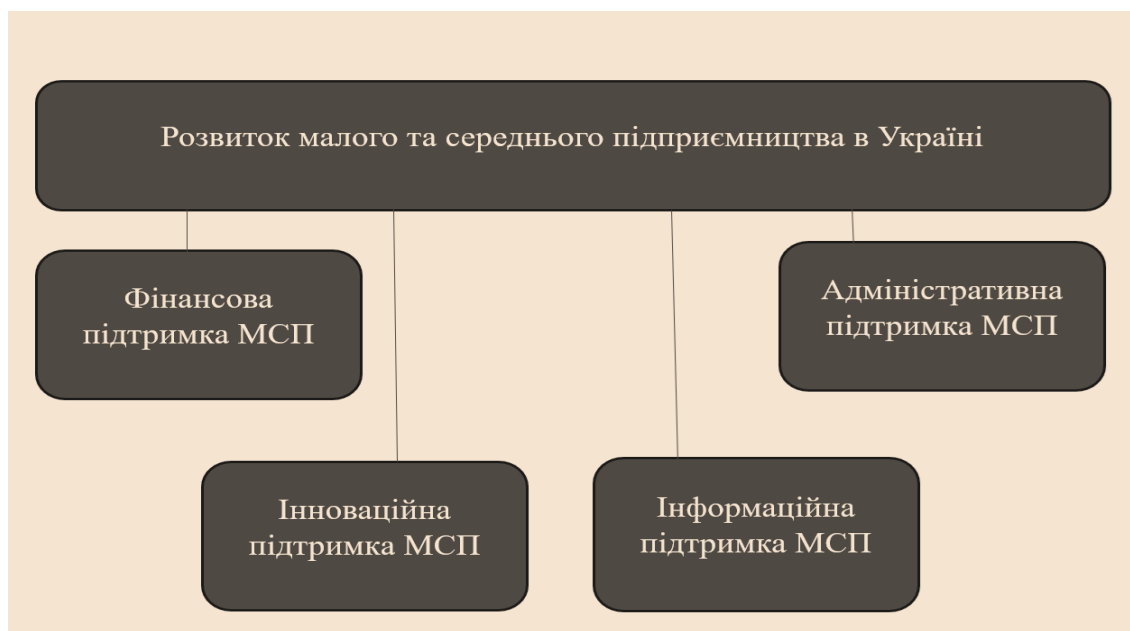 Розвиток малого та середнього підприємництва в Україні
Фінансова
підтримка МСП
Адміністративна
підтримка МСП
Інноваційна
підтримка МСП
Інформаційна
підтримка МСП